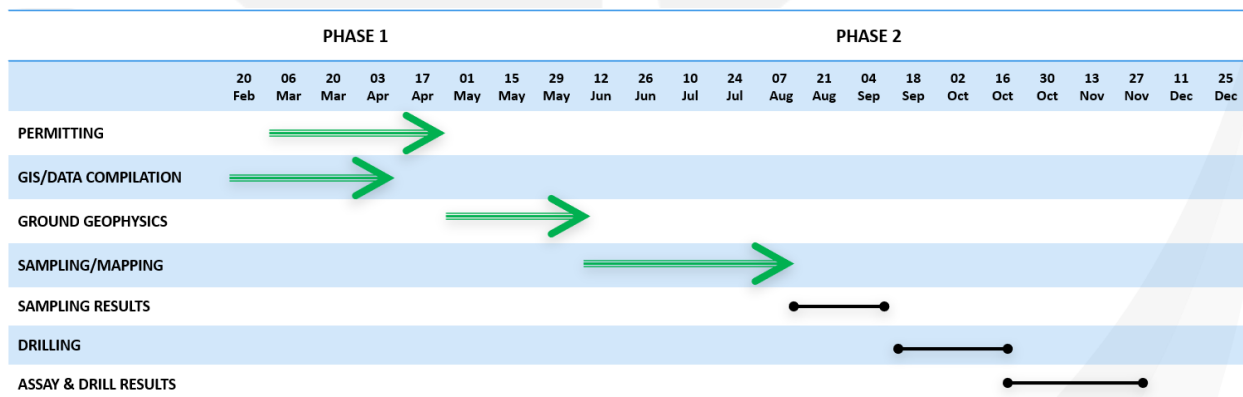 PHASE 1 PHASE 2
20 06 20 03 17 01 15 29 12 26 10 24 07 21 04 18 02 16 30 13 27 11 25
Feb Mar Mar Apr Apr May May May Jun Jun Jul Jul Aug Aug Sep Sep Oct Oct Oct Nov Nov Dec Dec
PERMITTING
GIS/DATA COMPILATION
GROUND GEOPHYSICS
SAMPLING/MAPPING
SAMPLING RESULTS
DRILLING
ASSAY & DRILL RESULTS